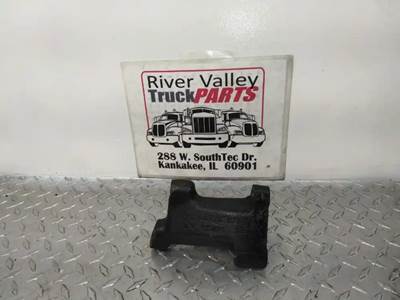 River Valley
TruckPARTS
288 W. SouthTec Dr.
Kankakee, IL 60901